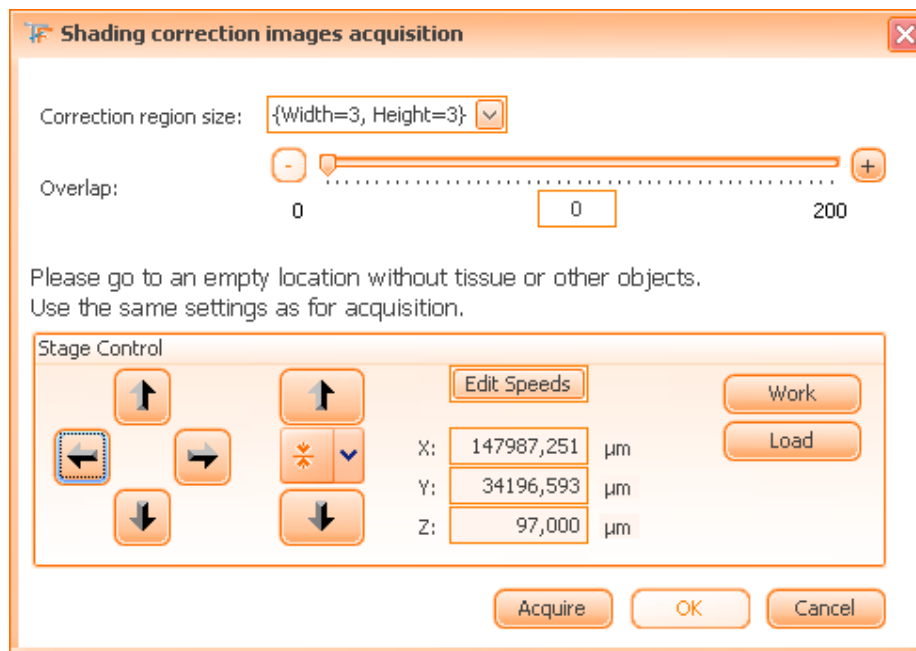 Shading correction images acquisition
Correction region size: {Width=3, Height=3}
- +
Overlap:
0 0 200
Please go to an empty location without tissue or other objects.
Use the same settings as for acquisition.
Stage Control
Edit Speeds
Work
X: 147987,251 µm
Load
Y: 34196,593 µm
Z: 97,000 µm
Acquire OK Cancel